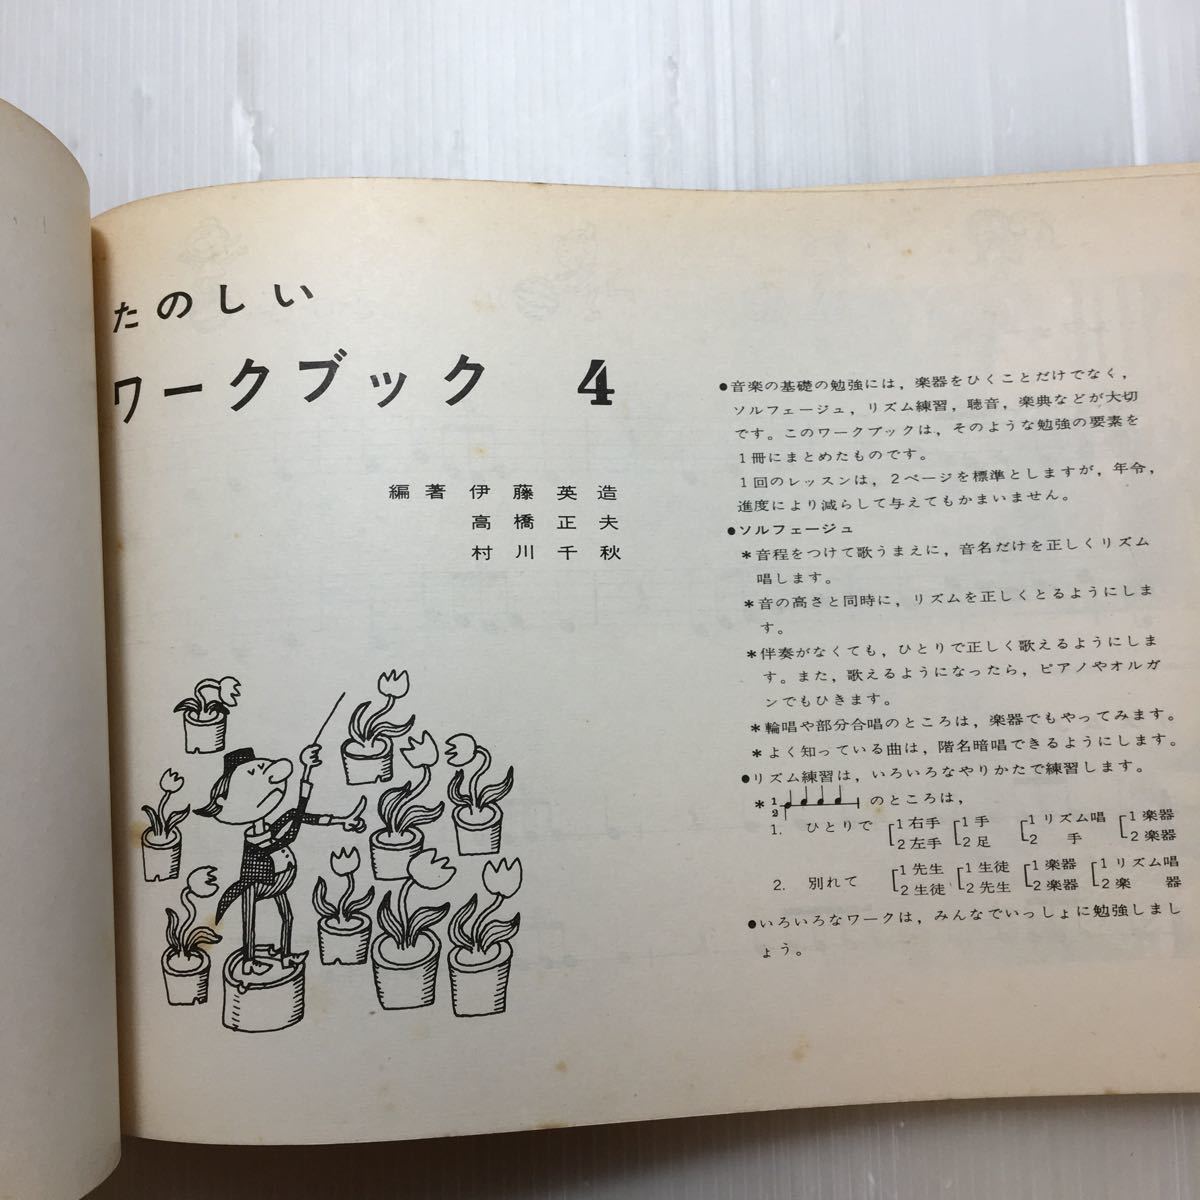 たのしい
ワークブック 4
編著 伊藤英造
高橋正夫
村川千秋
●音楽の基礎の勉強には，楽器をひくことだけでなく，
ソルフェージュ，リズム練習，聴音，楽典などが大切
です。このワークブックは，そのような勉強の要素を
1冊にまとめたものです。
1回のレッスンは，2ページを標準としますが，年令，
進度により減らして与えてもかまいません。
●ソルフェージュ
＊音程をつけて歌うまえに，音名だけを正しくリズム
唱します。
＊音の高さと同時に，リズムを正しくとるようにしま
す。
＊伴奏がなくても，ひとりで正しく歌えるようにしま
す。また，歌えるようになったら，ピアノやオルガ
ンでもひきます。
＊輪唱や部分合唱のところは，楽器でもやってみます。
＊よく知っている曲は，階名暗唱できるようにします。
●リズム練習は，いろいろなやりかたで練習します。
＊1 2 のところは，
1. ひとりで 1右手 1手 1リズム唱 1楽器
2左手 2足 2手 2楽器
2. 別れて 1先生 1生徒 1楽器 1リズム唱
2生徒 2先生 2楽器 2楽器
●いろいろなワークは，みんなでいっしょに勉強しまし
ょう。